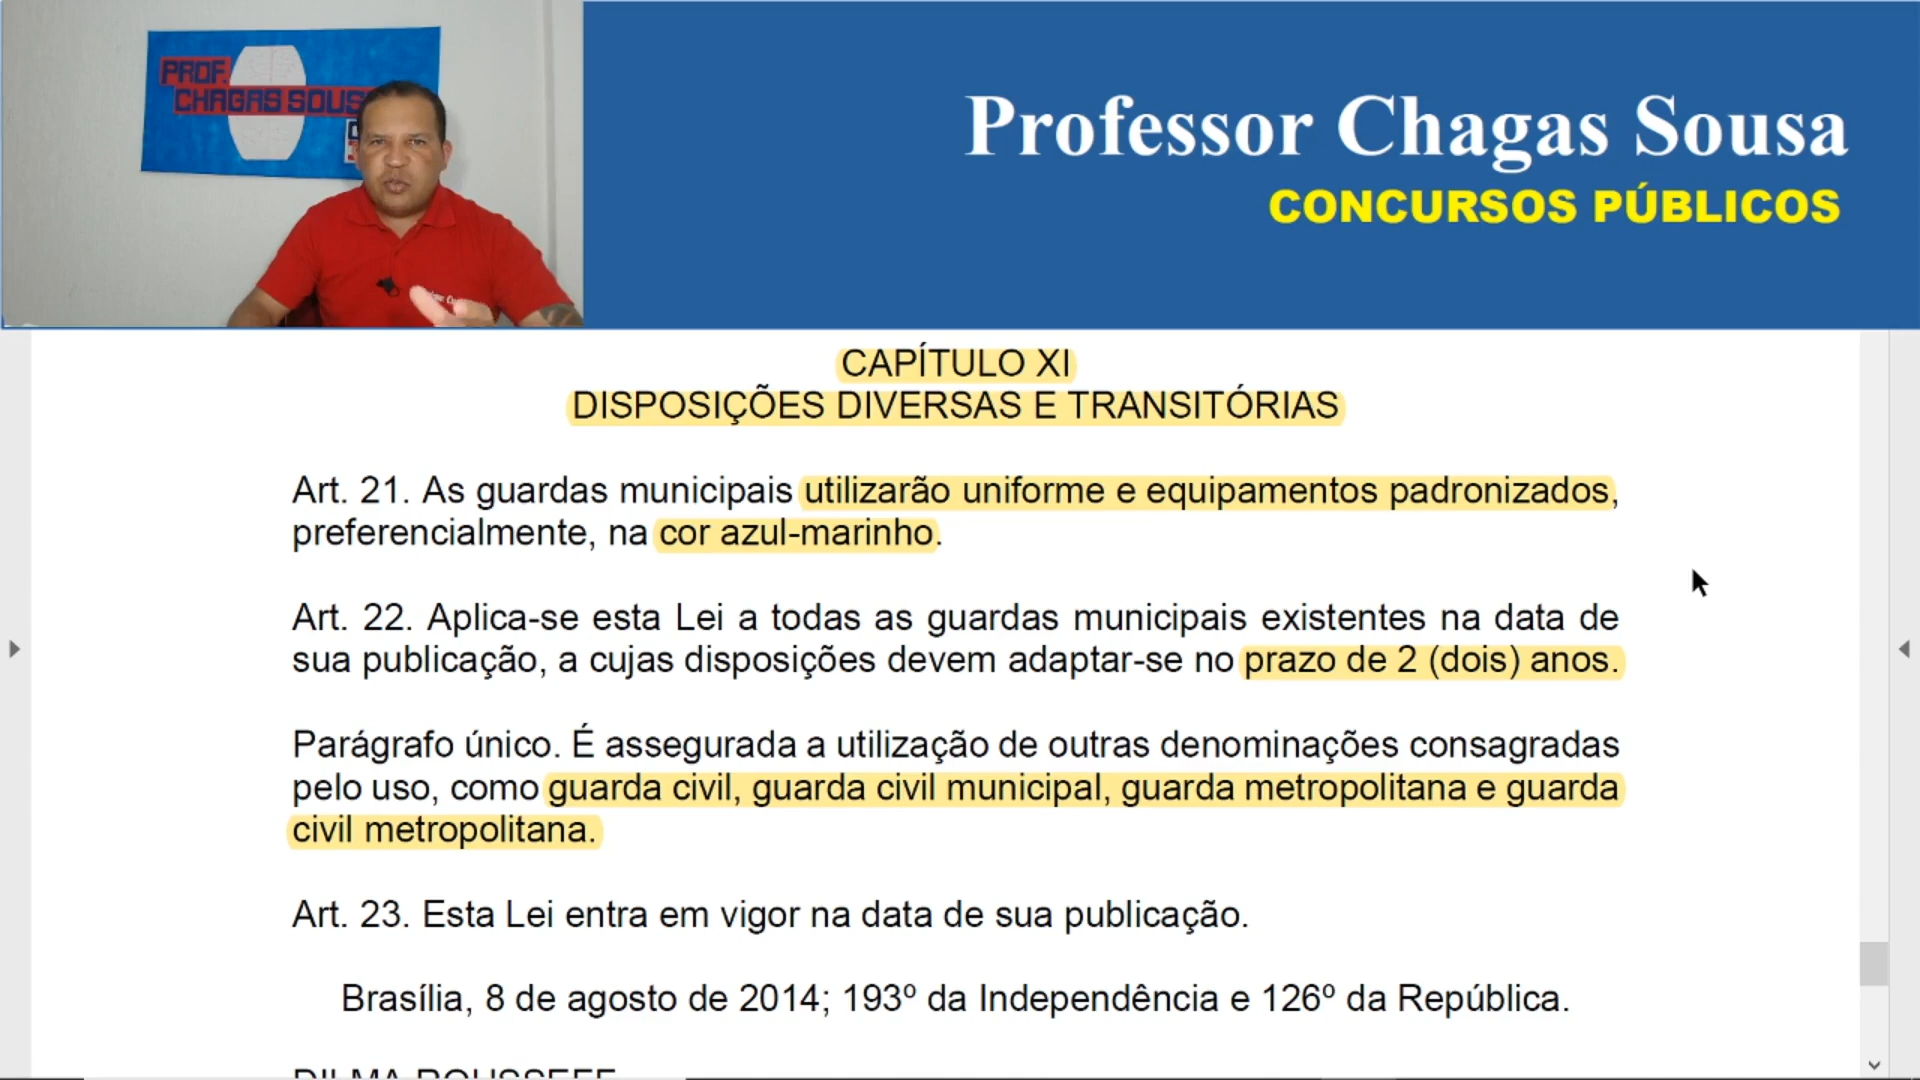 PROF.
CHAGAS SOUS
Professor Chagas Sousa
CONCURSOS PÚBLICOS
CAPÍTULO XI
DISPOSIÇÕES DIVERSAS E TRANSITÓRIAS
Art. 21. As guardas municipais utilizarão uniforme e equipamentos padronizados,
preferencialmente, na cor azul-marinho.
Art. 22. Aplica-se esta Lei a todas as guardas municipais existentes na data de
sua publicação, a cujas disposições devem adaptar-se no prazo de 2 (dois) anos.
Parágrafo único. É assegurada a utilização de outras denominações consagradas
pelo uso, como guarda civil, guarda civil municipal, guarda metropolitana e guarda
civil metropolitana.
Art. 23. Esta Lei entra em vigor na data de sua publicação.
Brasília, 8 de agosto de 2014; 193º da Independência e 126º da República.
DILMA ROUSSEFF